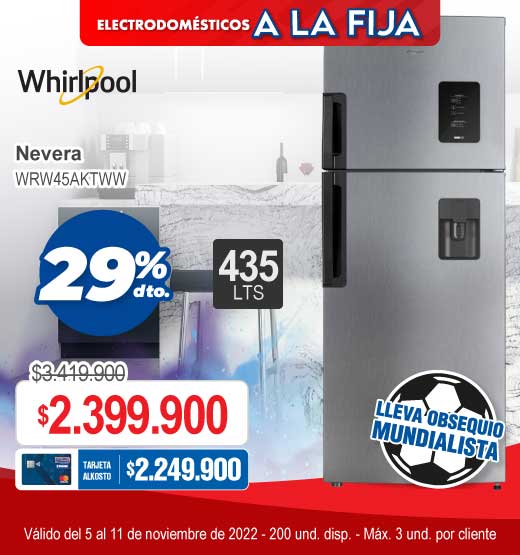 ELECTRODOMÉSTICOS A LA FIJA
Whirlpool
Nevera
WRW45AKTWW
29% dto.
435
LTS
$3.419.900
$2.399.900
TARJETA
ALKOSTO
$2.249.900
LLEVA OBSEQUIO
MUNDIALISTA
Válido del 5 al 11 de noviembre de 2022 - 200 und. disp. - Máx. 3 und. por cliente